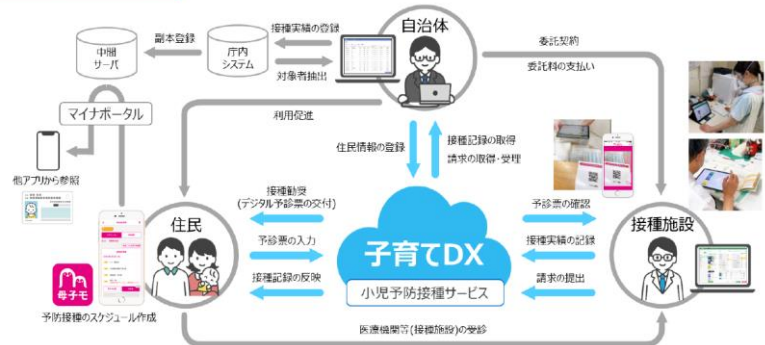 自治体
接種実績の登録
副本登録
中間
サーバ
庁内
システム
対象者抽出
委託契約
委託料の支払い
マイナポータル
利用促進
住民情報の登録
接種記録の取得
請求の取得・受理
他アプリから参照
接種勧奨
(デジタル予診票の交付)
予診票の確認
住民
接種施設
予診票の入力
子育てDX
接種実績の記録
接種記録の反映
小児予防接種サービス
請求の提出
母子モ
予防接種のスケジュール作成
医療機関等(接種施設)の受診